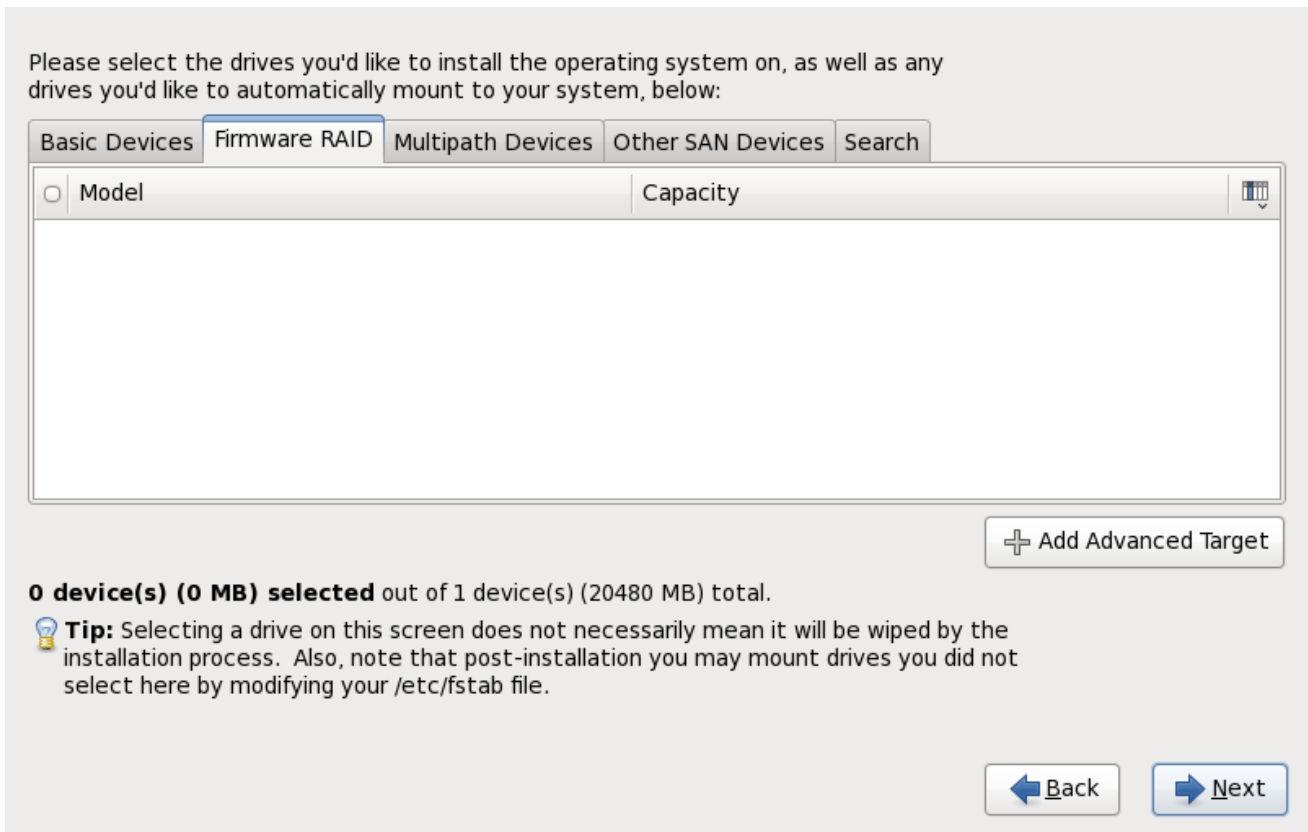 Please select the drives you'd like to install the operating system on, as well as any
drives you'd like to automatically mount to your system, below:
Basic Devices Firmware RAID Multipath Devices Other SAN Devices Search
Model Capacity
Add Advanced Target
0 device(s) (0 MB) selected out of 1 device(s) (20480 MB) total.
Tip: Selecting a drive on this screen does not necessarily mean it will be wiped by the
installation process.  Also, note that post-installation you may mount drives you did not
select here by modifying your /etc/fstab file.
Back Next